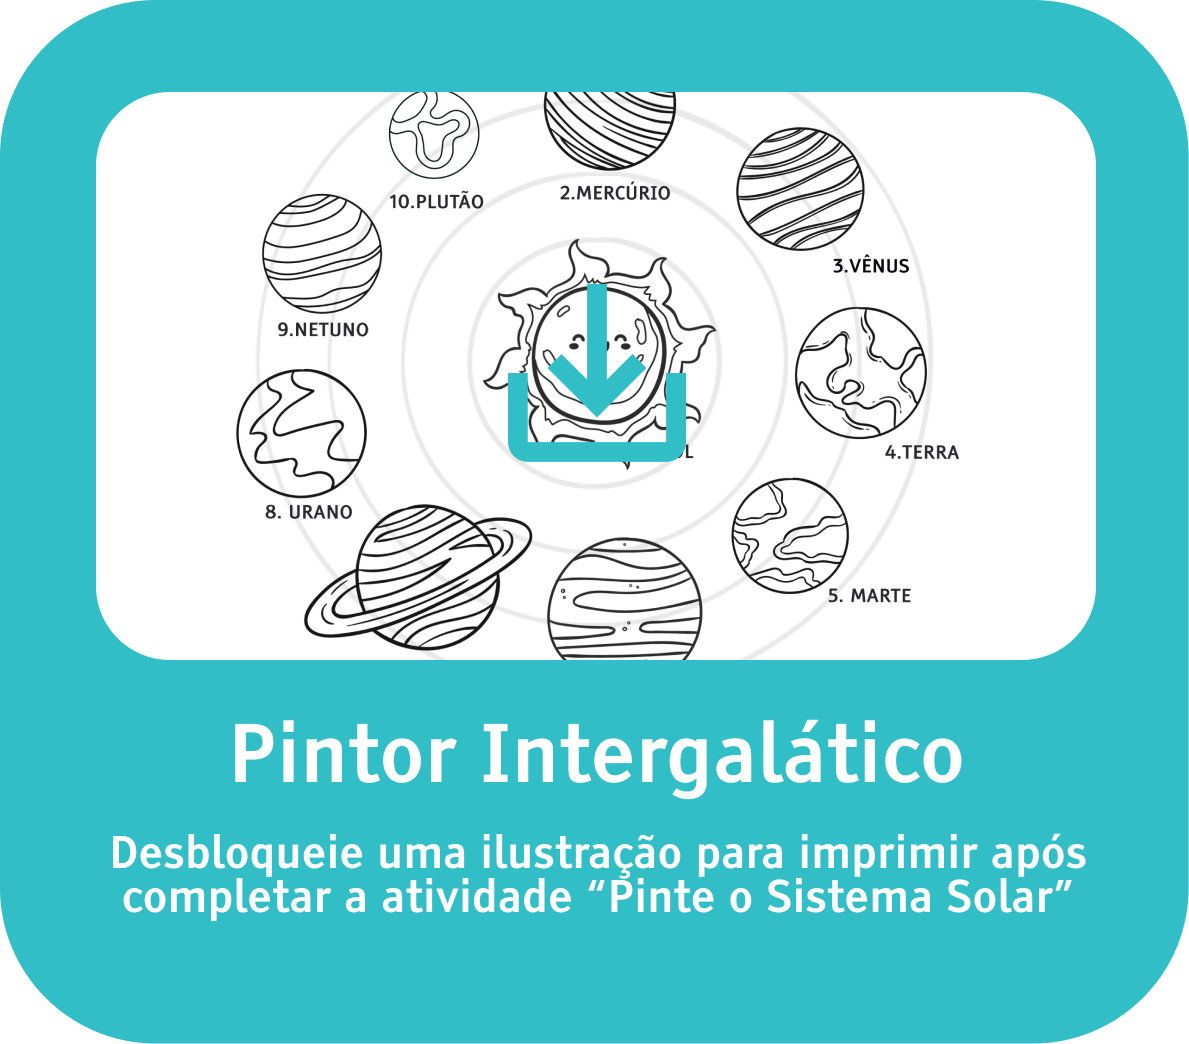 10.PLUTÃO
2.MERCÚRIO
3.VÊNUS
9.NETUNO
4.TERRA
8. URANO
5. MARTE
Pintor Intergalático
Desbloqueie uma ilustração para imprimir após
completar a atividade “Pinte o Sistema Solar”